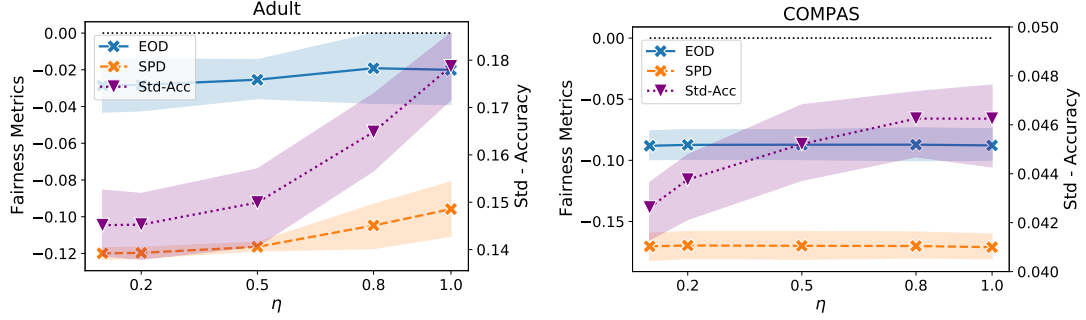 Adult
0.00
−0.02
−0.04
−0.06
−0.08
−0.10
−0.12
Fairness Metrics
EOD
SPD
Std-Acc
0.18
0.17
0.16
0.15
0.14
Std - Accuracy
0.2
0.5
0.8
1.0
η
COMPAS
0.00
−0.05
−0.10
−0.15
Fairness Metrics
EOD
SPD
Std-Acc
0.050
0.048
0.046
0.044
0.042
0.040
Std - Accuracy
0.2
0.5
0.8
1.0
η